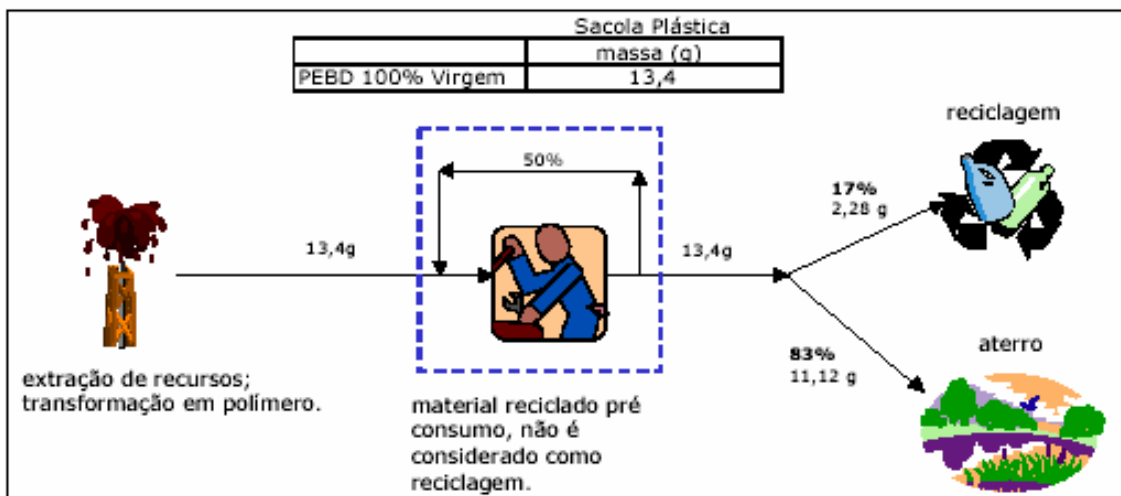 Sacola Plástica
massa (g)
PEBD 100% Virgem 13,4
reciclagem
50%
17%
2,28 g
13,4g
13,4g
83%
11,12 g
aterro
extração de recursos;
transformação em polímero.
material reciclado pré
consumo, não é
considerado como
reciclagem.